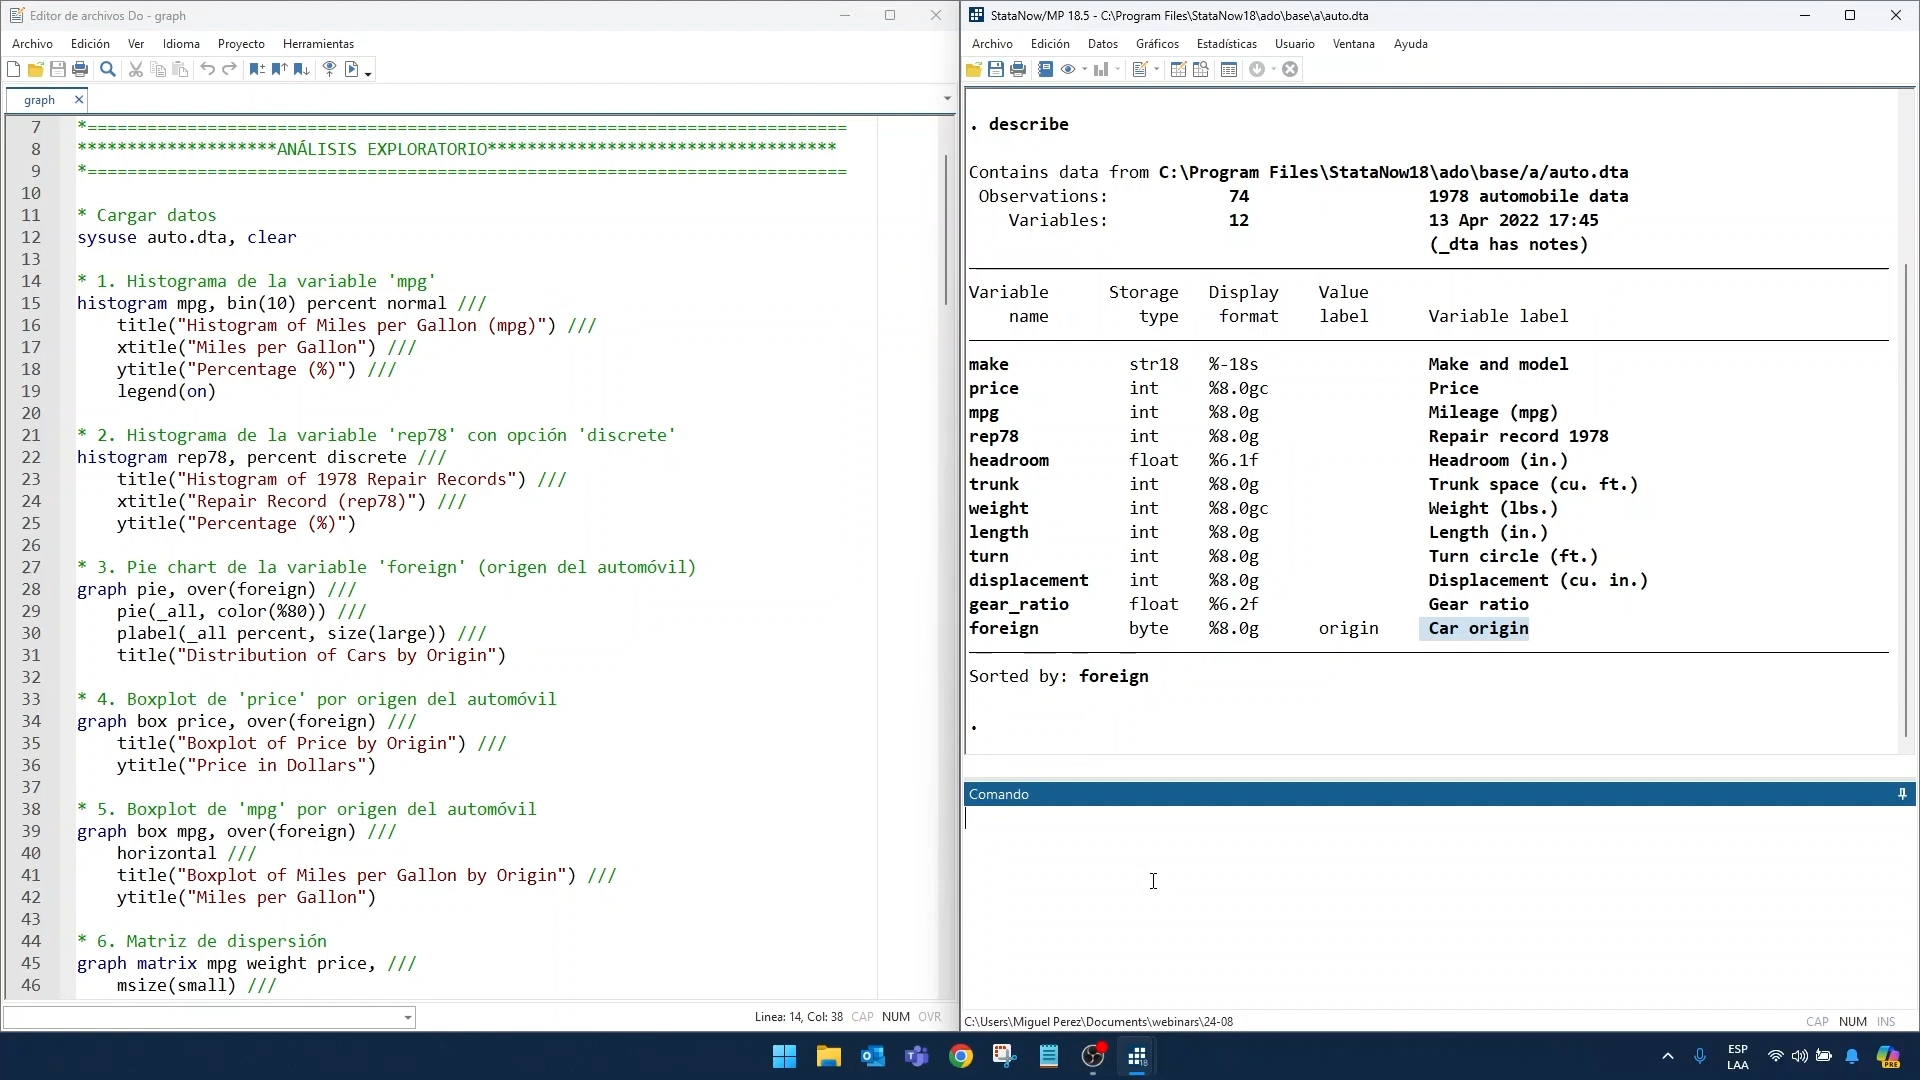 Editor de archivos Do - graph
Archivo Edición Ver Idioma Proyecto Herramientas
graph
7 *============================================================================
8 ********************ANÁLISIS EXPLORATORIO***********************************
9 *============================================================================
10
11 * Cargar datos
12 sysuse auto.dta, clear
13
14 * 1. Histograma de la variable 'mpg'
15 histogram mpg, bin(10) percent normal ///
16 title("Histogram of Miles per Gallon (mpg)") ///
17 xtitle("Miles per Gallon") ///
18 ytitle("Percentage (%)") ///
19 legend(on)
20
21 * 2. Histograma de la variable 'rep78' con opción 'discrete'
22 histogram rep78, percent discrete ///
23 title("Histogram of 1978 Repair Records") ///
24 xtitle("Repair Record (rep78)") ///
25 ytitle("Percentage (%)")
26
27 * 3. Pie chart de la variable 'foreign' (origen del automóvil)
28 graph pie, over(foreign) ///
29 pie(_all, color(%80)) ///
30 plabel(_all percent, size(large)) ///
31 title("Distribution of Cars by Origin")
32
33 * 4. Boxplot de 'price' por origen del automóvil
34 graph box price, over(foreign) ///
35 title("Boxplot of Price by Origin") ///
36 ytitle("Price in Dollars")
37
38 * 5. Boxplot de 'mpg' por origen del automóvil
39 graph box mpg, over(foreign) ///
40 horizontal ///
41 title("Boxplot of Miles per Gallon by Origin") ///
42 ytitle("Miles per Gallon")
43
44 * 6. Matriz de dispersión
45 graph matrix mpg weight price, ///
46 msize(small) ///
Linea: 14, Col: 38 CAP NUM OVR
StataNow/MP 18.5 - C:\Program Files\StataNow18\ado\base\a\auto.dta
Archivo Edición Datos Gráficos Estadísticas Usuario Ventana Ayuda
. describe
Contains data from C:\Program Files\StataNow18\ado\base/a/auto.dta
Observations: 74 1978 automobile data
Variables: 12 13 Apr 2022 17:45
(_dta has notes)
Variable Storage Display Value
name type format label Variable label
make str18 %-18s Make and model
price int %8.0gc Price
mpg int %8.0g Mileage (mpg)
rep78 int %8.0g Repair record 1978
headroom float %6.1f Headroom (in.)
trunk int %8.0g Trunk space (cu. ft.)
weight int %8.0gc Weight (lbs.)
length int %8.0g Length (in.)
turn int %8.0g Turn circle (ft.)
displacement int %8.0g Displacement (cu. in.)
gear_ratio float %6.2f Gear ratio
foreign byte %8.0g origin Car origin
Sorted by: foreign
.
Comando
C:\Users\Miguel Perez\Documents\webinars\24-08 CAP NUM INS
ESP
LAA
PRE